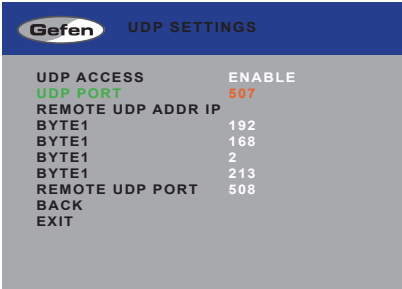 Gefen UDP SETTINGS
UDP ACCESS ENABLE
UDP PORT 507
REMOTE UDP ADDR IP
BYTE1 192
BYTE1 168
BYTE1 2
BYTE1 213
REMOTE UDP PORT 508
BACK
EXIT